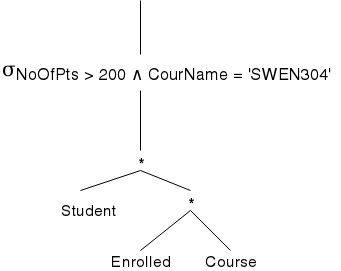 σNoOfPts > 200 ∧ CourName = 'SWEN304'
*
Student
*
Enrolled Course